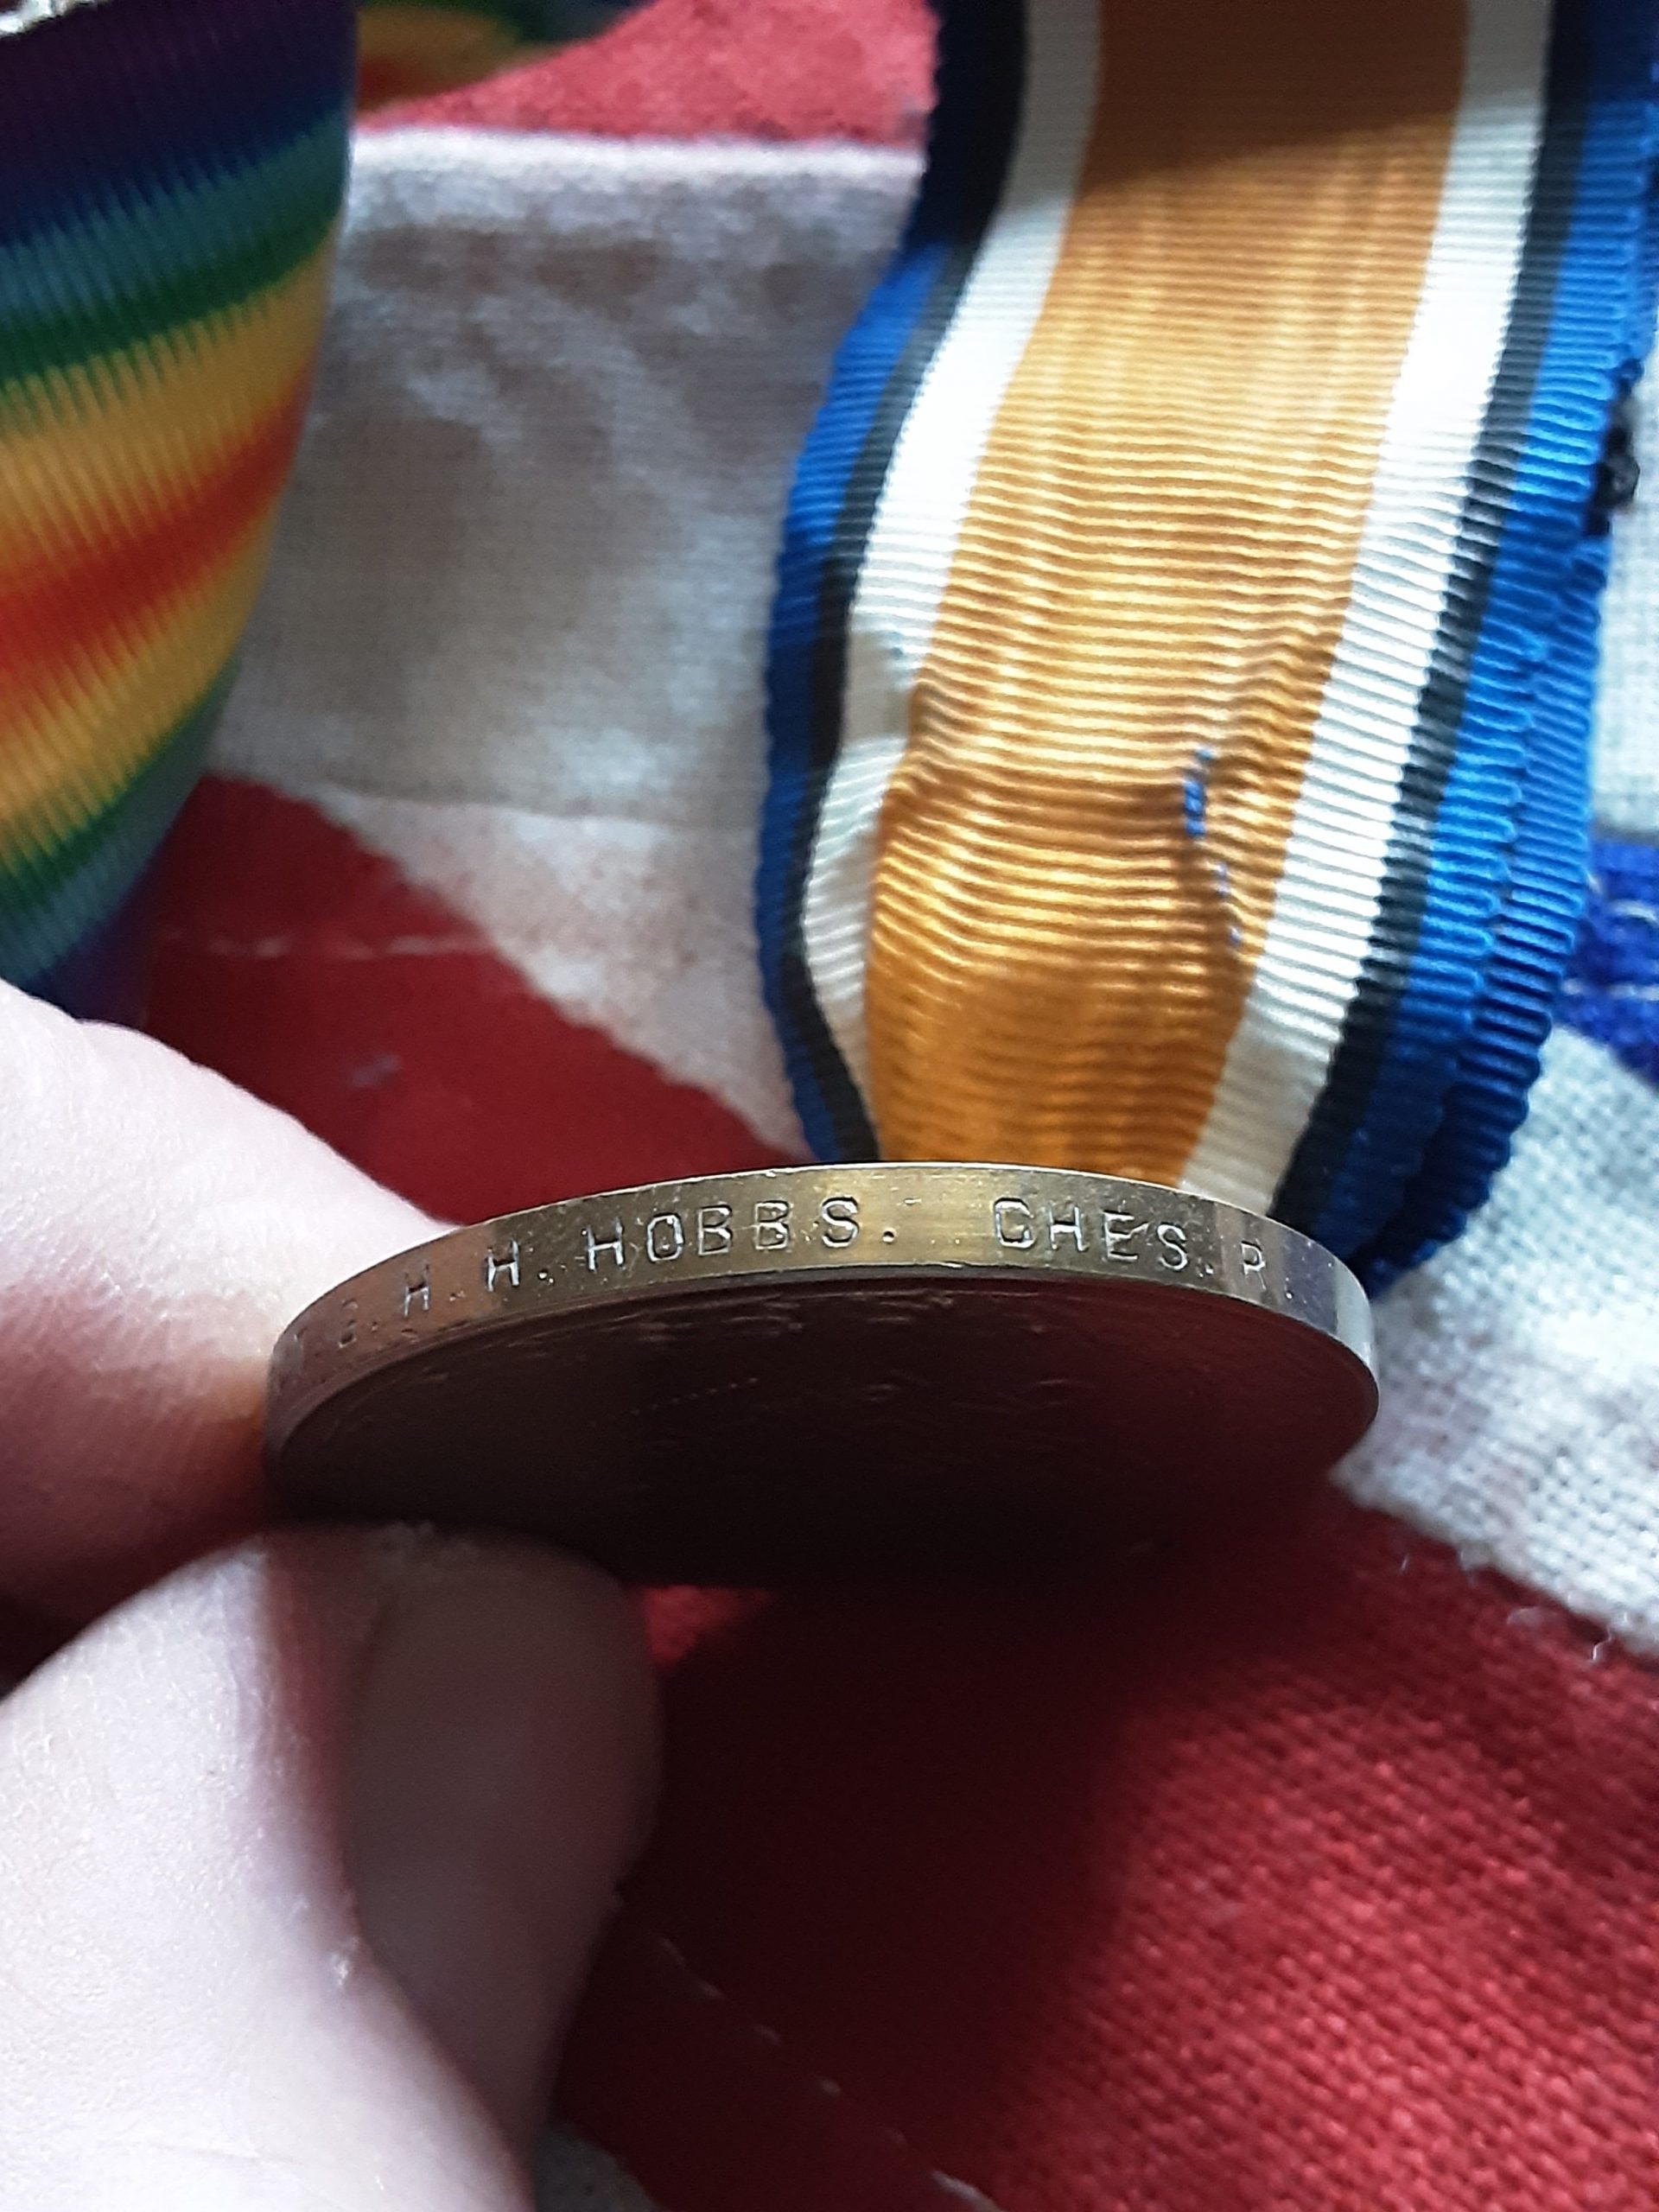 H. H. HOBBS. CHES. R.